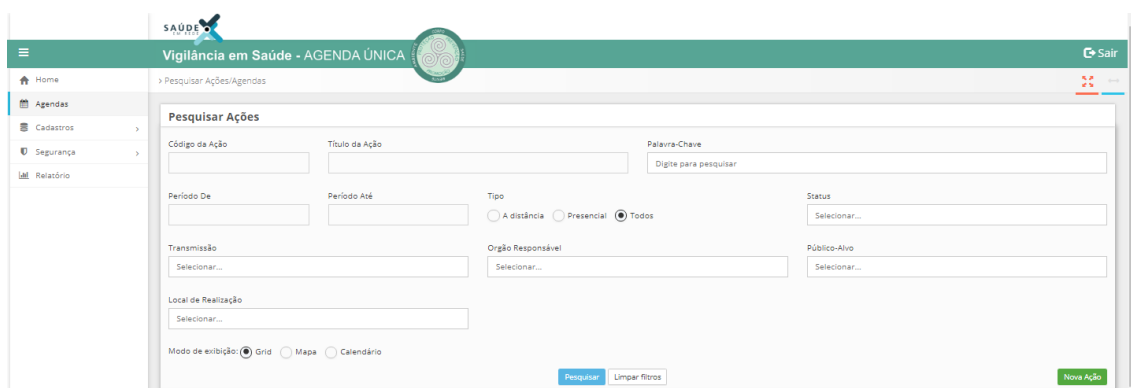 SAÚDE
EM REDE
Vigilância em Saúde - AGENDA ÚNICA
Sair
Home
> Pesquisar Ações/Agendas
Agendas
Cadastros
Segurança
Relatório
Pesquisar Ações
Código da Ação Título da Ação Palavra-Chave
Digite para pesquisar
Período De Período Até Tipo Status
A distância Presencial Todos Selecionar...
Transmissão Orgão Responsável Público-Alvo
Selecionar... Selecionar... Selecionar...
Local de Realização
Selecionar...
Modo de exibição: Grid Mapa Calendário
Pesquisar Limpar filtros Nova Ação